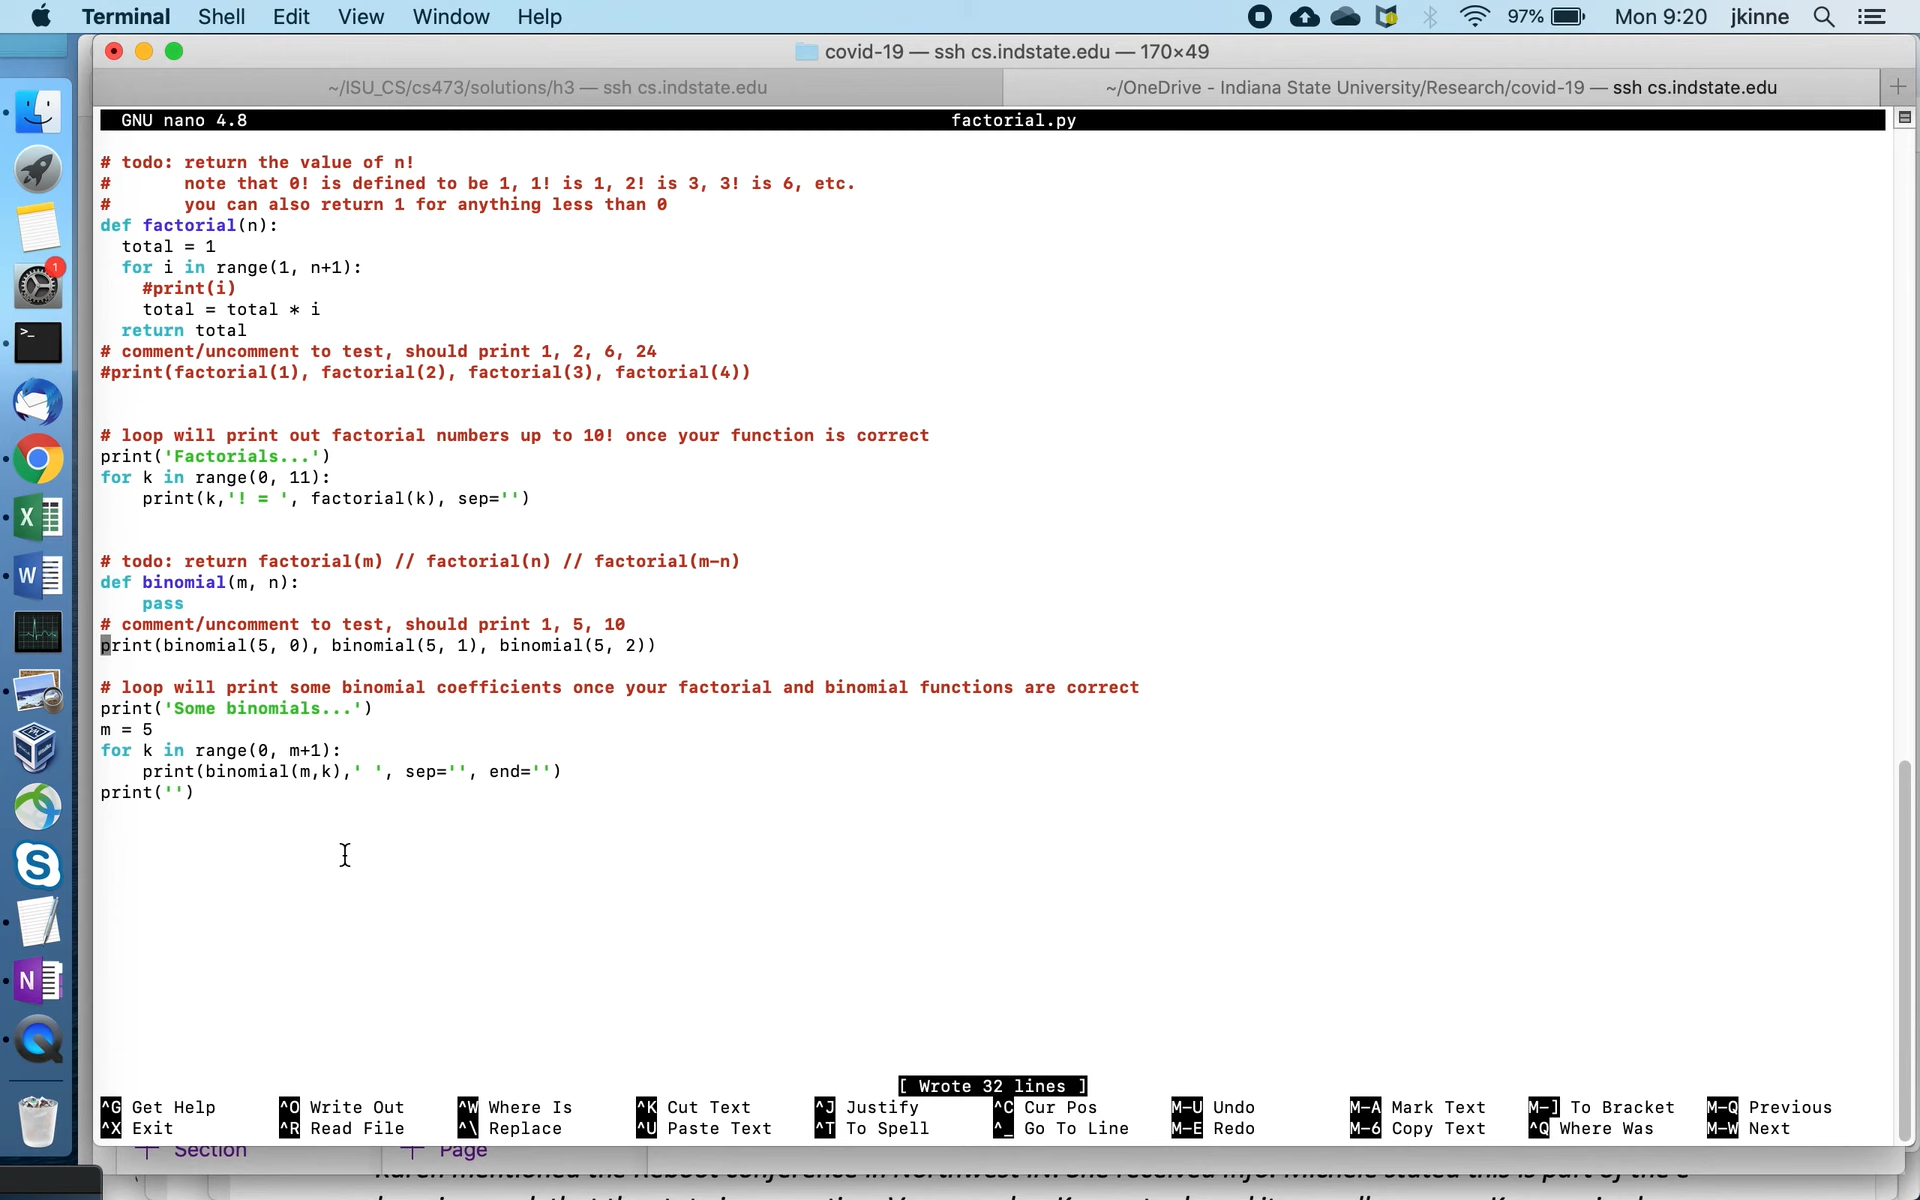 Terminal Shell Edit View Window Help 97% Mon 9:20 jkinne
covid-19 — ssh cs.indstate.edu — 170×49
~/ISU_CS/cs473/solutions/h3 — ssh cs.indstate.edu
~/OneDrive - Indiana State University/Research/covid-19 — ssh cs.indstate.edu
GNU nano 4.8 factorial.py
# todo: return the value of n!
# note that 0! is defined to be 1, 1! is 1, 2! is 3, 3! is 6, etc.
# you can also return 1 for anything less than 0
def factorial(n):
total = 1
for i in range(1, n+1):
#print(i)
total = total * i
return total
# comment/uncomment to test, should print 1, 2, 6, 24
#print(factorial(1), factorial(2), factorial(3), factorial(4))
# loop will print out factorial numbers up to 10! once your function is correct
print('Factorials...')
for k in range(0, 11):
print(k,'! = ', factorial(k), sep='')
# todo: return factorial(m) // factorial(n) // factorial(m-n)
def binomial(m, n):
pass
# comment/uncomment to test, should print 1, 5, 10
print(binomial(5, 0), binomial(5, 1), binomial(5, 2))
# loop will print some binomial coefficients once your factorial and binomial functions are correct
print('Some binomials...')
m = 5
for k in range(0, m+1):
print(binomial(m,k),' ', sep='', end='')
print('')
[ Wrote 32 lines ]
^G Get Help ^O Write Out ^W Where Is ^K Cut Text ^J Justify ^C Cur Pos M-U Undo M-A Mark Text M-] To Bracket M-Q Previous
^X Exit ^R Read File ^\ Replace ^U Paste Text ^T To Spell ^_ Go To Line M-E Redo M-6 Copy Text ^Q Where Was M-W Next
Section Page